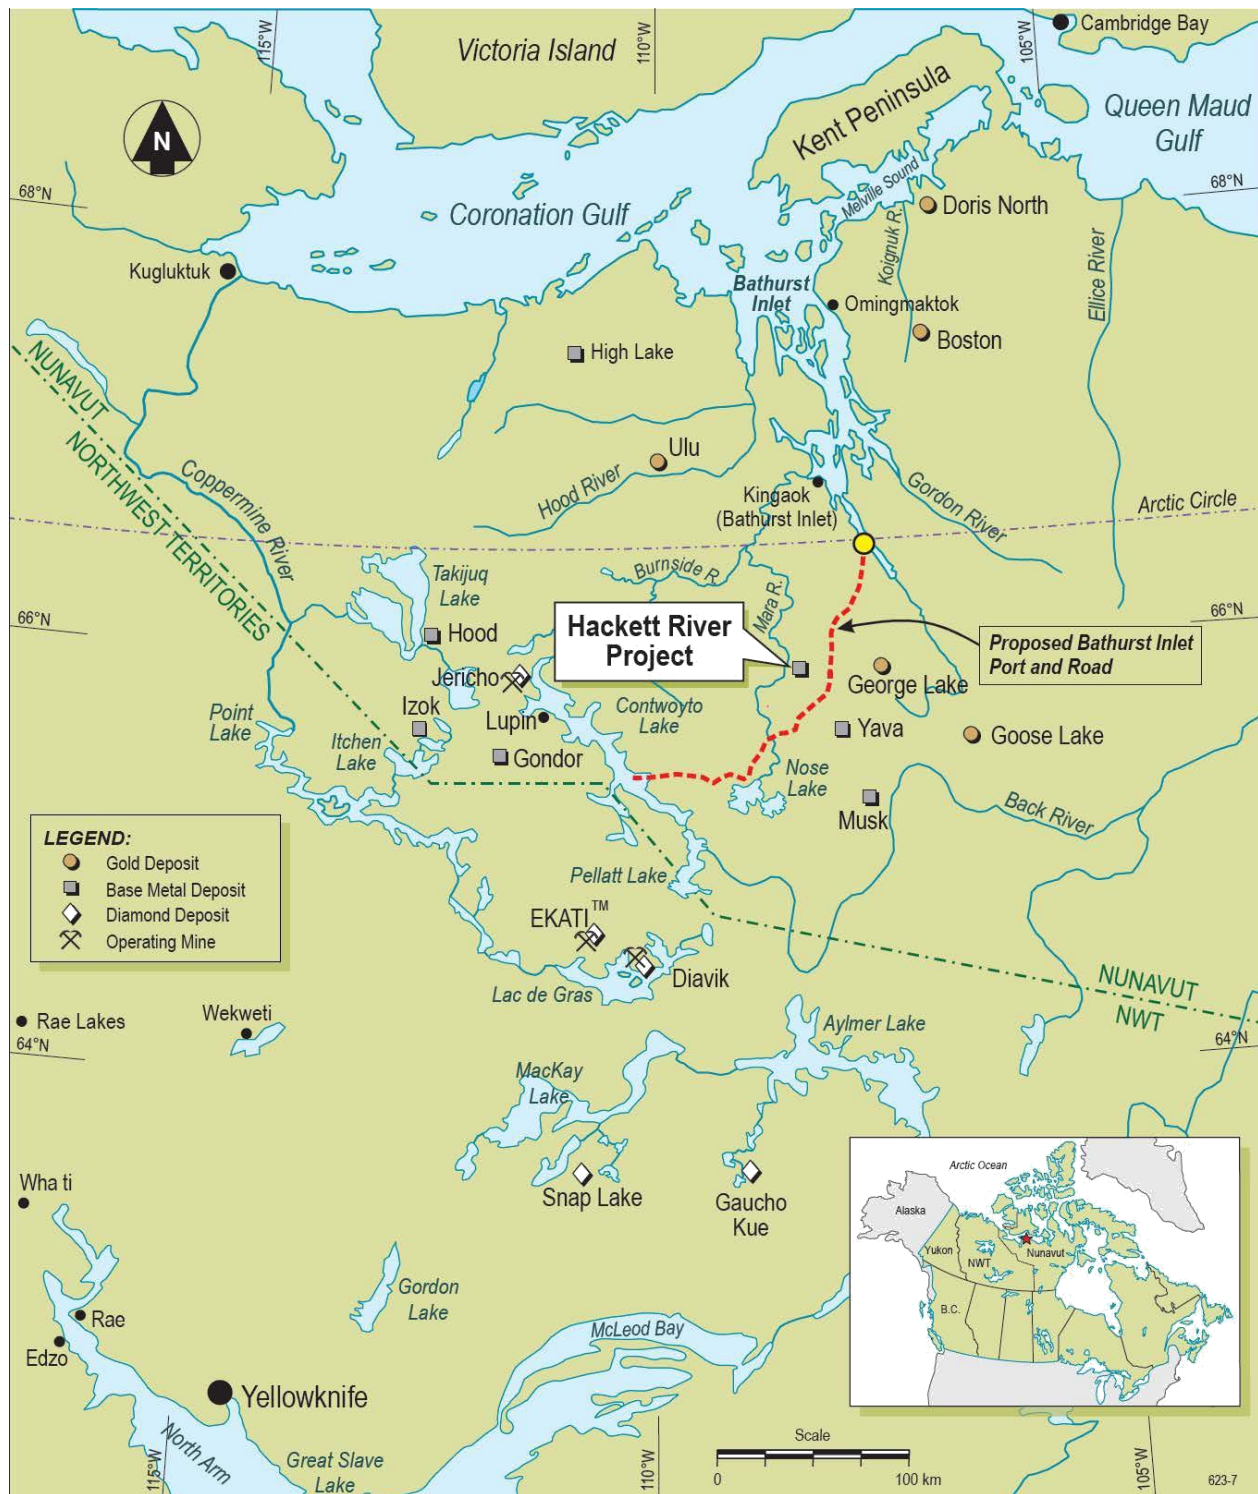 115°W
Victoria Island
110°W
105°W
Cambridge Bay
N
Kent Peninsula
Queen Maud
Gulf
68°N
68°N
Melville Sound
Coronation Gulf
Doris North
Koignuk R.
Ellice River
Kugluktuk
Bathurst
Inlet
Omingmaktok
Boston
High Lake
NUNAVUT
NORTHWEST TERRITORIES
Ulu
Coppermine River
Hood River
Kingaok
(Bathurst Inlet)
Gordon River
Arctic Circle
Takijuq
Lake
Burnside R.
Mara R.
66°N
66°N
Hood
Hackett River
Project
Proposed Bathurst Inlet
Port and Road
Jericho
George Lake
Izok
Lupin
Contwoyto
Lake
Point
Lake
Itchen
Lake
Gondor
Yava
Goose Lake
Nose
Lake
Musk
Back River
LEGEND:
Gold Deposit
Base Metal Deposit
Diamond Deposit
Operating Mine
Pellatt Lake
EKATI™
Diavik
Lac de Gras
NUNAVUT
NWT
Rae Lakes
Wekweti
Aylmer Lake
64°N
64°N
MacKay
Lake
Snap Lake
Gaucho
Kue
Wha ti
Arctic Ocean
Alaska
Yukon
NWT
Nunavut
B.C.
Gordon
Lake
Rae
Edzo
McLeod Bay
Yellowknife
North Arm
Great Slave
Lake
115°W
110°W
105°W
Scale
0
100 km
623-7